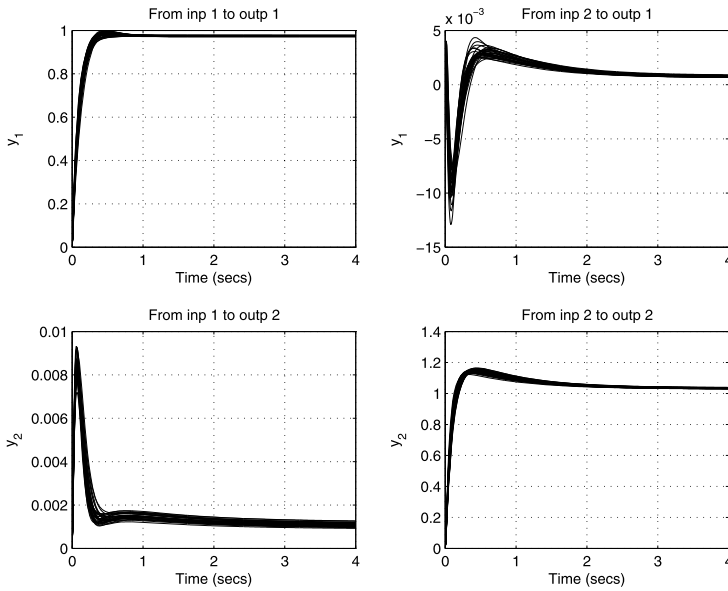 From inp 1 to outp 1
1
0.8
0.6
0.4
0.2
0
y1
0 1 2 3 4
Time (secs)
From inp 2 to outp 1
x 10−3
5
0
−5
−10
−15
y1
0 1 2 3 4
Time (secs)
From inp 1 to outp 2
0.01
0.008
0.006
0.004
0.002
0
y2
0 1 2 3 4
Time (secs)
From inp 2 to outp 2
1.4
1.2
1
0.8
0.6
0.4
0.2
0
y2
0 1 2 3 4
Time (secs)